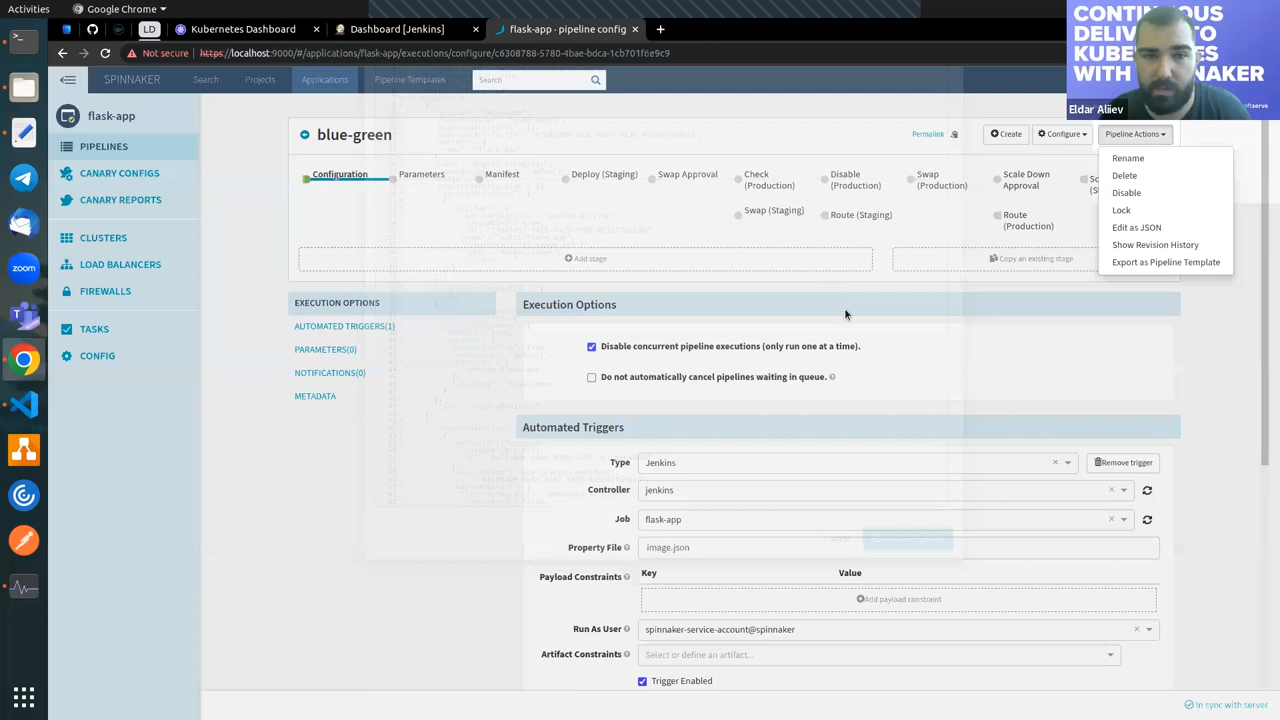 Activities
Google Chrome
CONTINUOUS
DELIVERY TO
KUBERNETES
WITH SPINNAKER
softserve
Eldar Aliiev
LD
Kubernetes Dashboard
Dashboard [Jenkins]
flask-app · pipeline config
Not secure
https://localhost:9000/#/applications/flask-app/executions/configure/c6308788-5780-4bae-bdca-1cb701f6e9c9
SPINNAKER
Search
Projects
Applications
Pipeline Templates
Search
flask-app
PIPELINES
CANARY CONFIGS
CANARY REPORTS
CLUSTERS
LOAD BALANCERS
FIREWALLS
TASKS
CONFIG
zoom
blue-green
Permalink
Create
Configure
Pipeline Actions
Rename
Delete
Disable
Lock
Edit as JSON
Show Revision History
Export as Pipeline Template
Configuration
Parameters
Manifest
Deploy (Staging)
Swap Approval
Check (Production)
Disable (Production)
Swap (Production)
Scale Down Approval
Swap (Staging)
Route (Staging)
Route (Production)
Add stage
Copy an existing stage
EXECUTION OPTIONS
AUTOMATED TRIGGERS(1)
PARAMETERS(0)
NOTIFICATIONS(0)
METADATA
Execution Options
Disable concurrent pipeline executions (only run one at a time).
Do not automatically cancel pipelines waiting in queue.
Automated Triggers
Type
Jenkins
Remove trigger
Controller
jenkins
Job
flask-app
Property File
image.json
Payload Constraints
Key
Value
Add payload constraint
Run As User
spinnaker-service-account@spinnaker
Artifact Constraints
Select or define an artifact...
Trigger Enabled
In sync with server